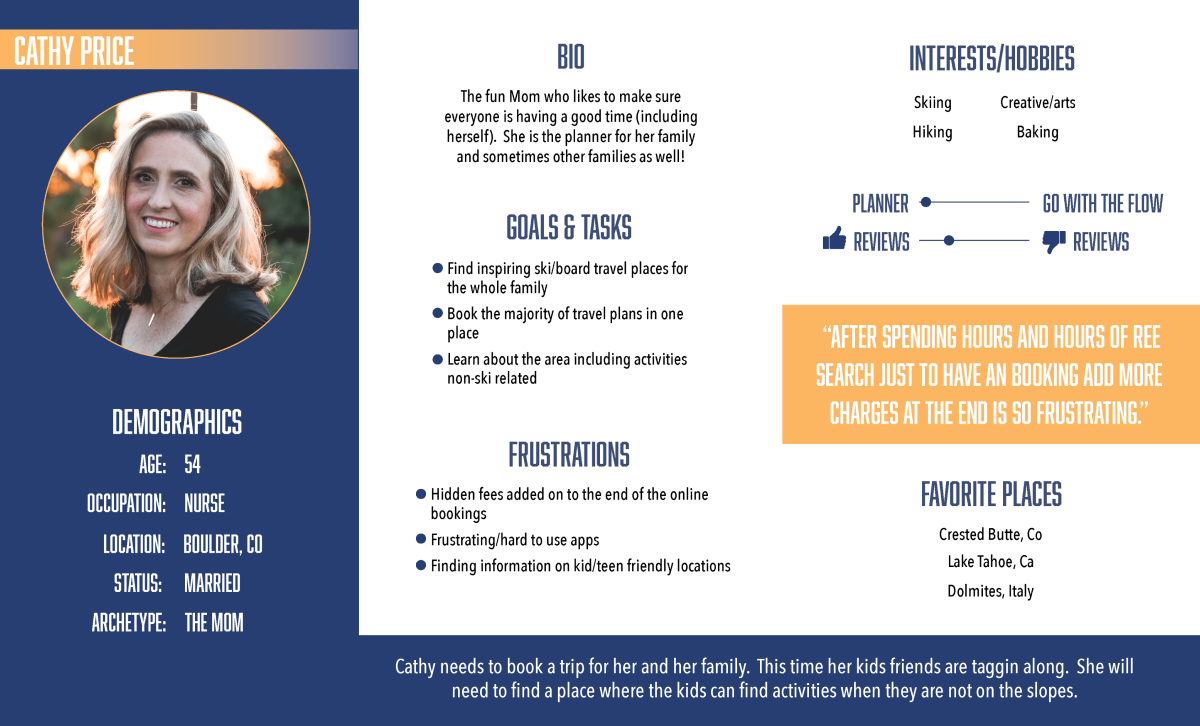 CATHY PRICE
DEMOGRAPHICS
AGE: 54
OCCUPATION: NURSE
LOCATION: BOULDER, CO
STATUS: MARRIED
ARCHETYPE: THE MOM
BIO
The fun Mom who likes to make sure
everyone is having a good time (including
herself). She is the planner for her family
and sometimes other families as well!
GOALS & TASKS
Find inspiring ski/board travel places for
the whole family
Book the majority of travel plans in one
place
Learn about the area including activities
non-ski related
FRUSTRATIONS
Hidden fees added on to the end of the online
bookings
Frustrating/hard to use apps
Finding information on kid/teen friendly locations
INTERESTS/HOBBIES
Skiing Creative/arts
Hiking Baking
PLANNER GO WITH THE FLOW
REVIEWS REVIEWS
“AFTER SPENDING HOURS AND HOURS OF REE
SEARCH JUST TO HAVE AN BOOKING ADD MORE
CHARGES AT THE END IS SO FRUSTRATING.”
FAVORITE PLACES
Crested Butte, Co
Lake Tahoe, Ca
Dolmites, Italy
Cathy needs to book a trip for her and her family. This time her kids friends are taggin along. She will
need to find a place where the kids can find activities when they are not on the slopes.